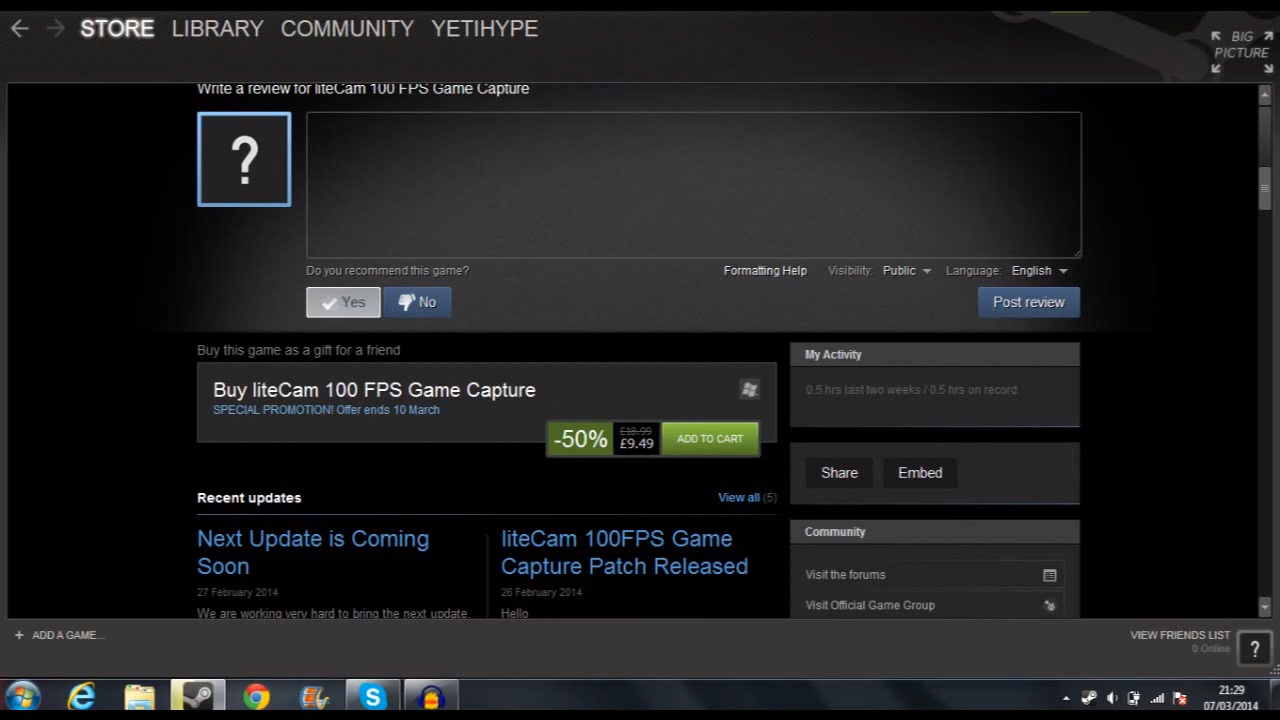 STORE LIBRARY COMMUNITY YETIHYPE
BIG
PICTURE
Write a review for liteCam 100 FPS Game Capture
?
Do you recommend this game?
Formatting Help Visibility: Public Language: English
Yes No
Post review
Buy this game as a gift for a friend
Buy liteCam 100 FPS Game Capture
SPECIAL PROMOTION! Offer ends 10 March
-50% £18.99 £9.49 ADD TO CART
My Activity
0.5 hrs last two weeks / 0.5 hrs on record
Share Embed
Recent updates View all (5)
Next Update is Coming
Soon
27 February 2014
We are working very hard to bring the next update.
liteCam 100FPS Game
Capture Patch Released
26 February 2014
Hello
Community
Visit the forums
Visit Official Game Group
+ ADD A GAME...
VIEW FRIENDS LIST
0 Online
?
21:29
07/03/2014